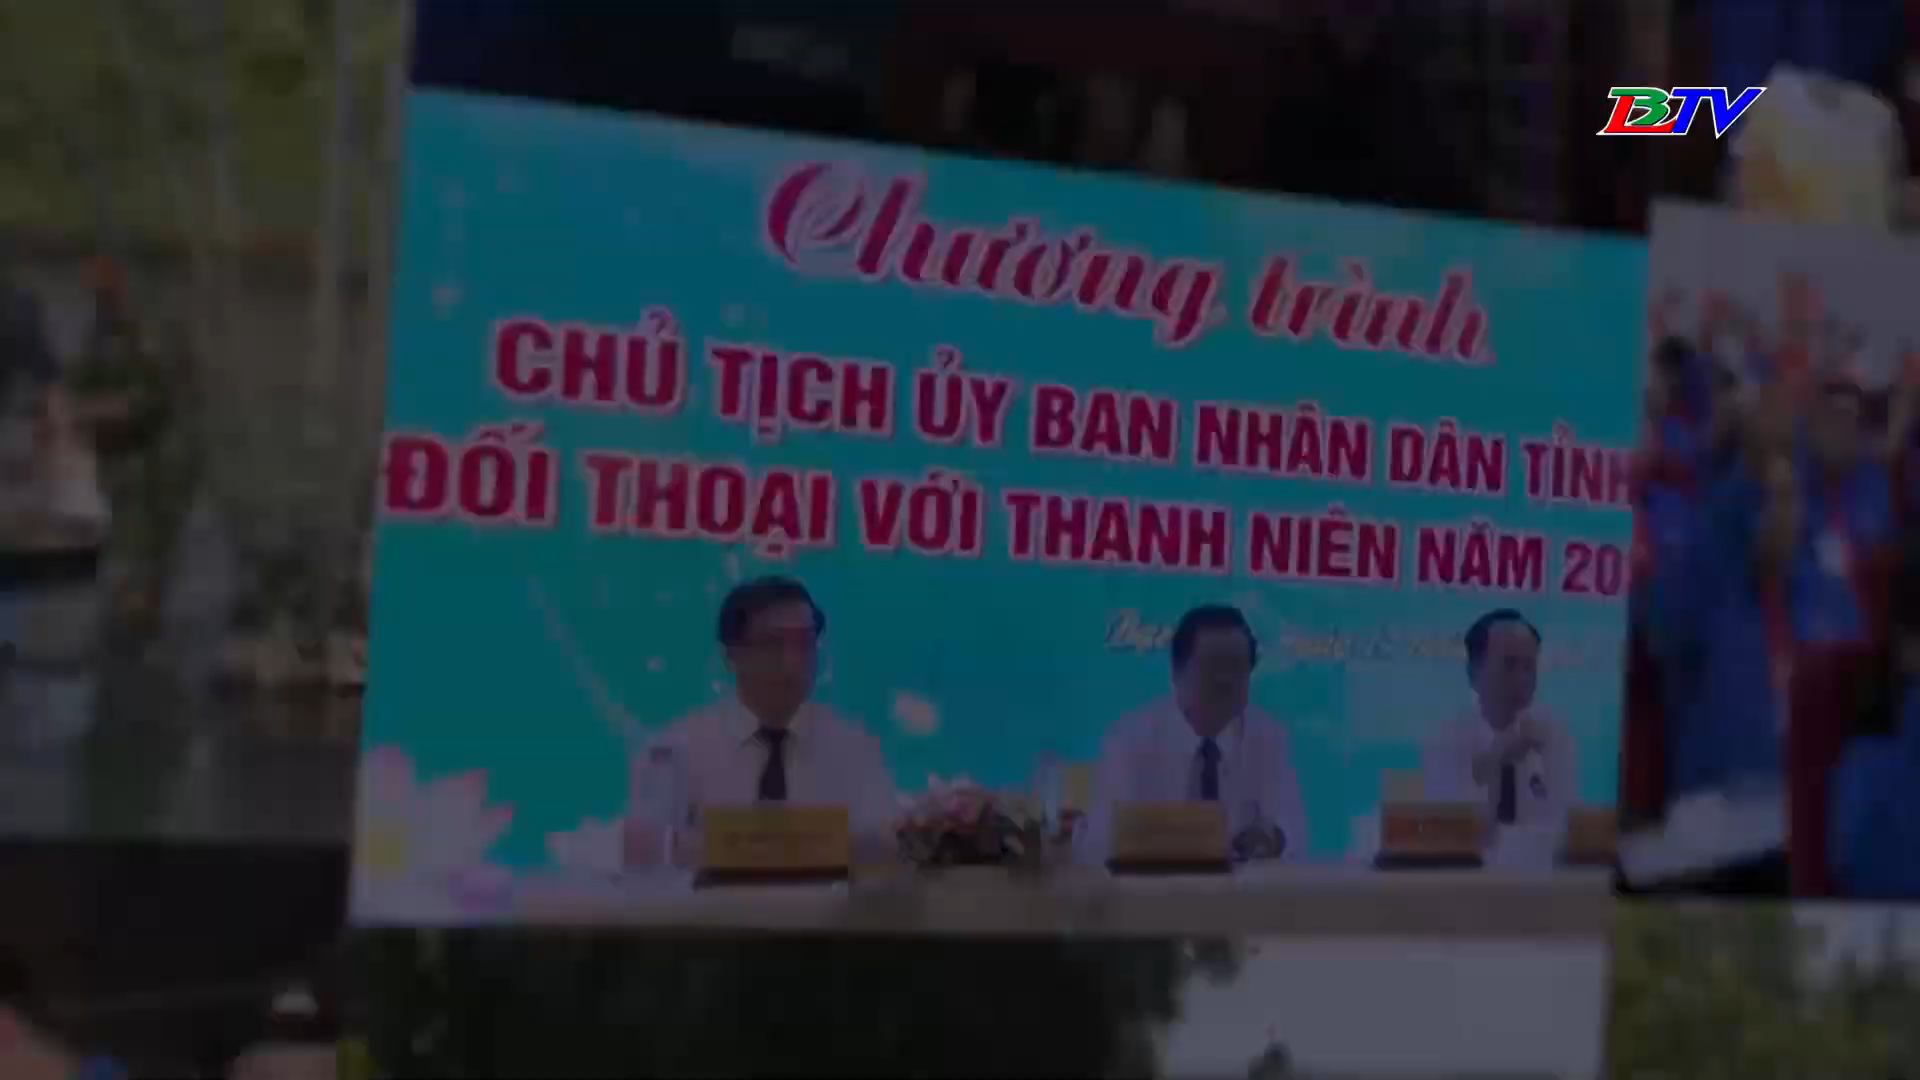 BTV
Chương trình
CHỦ TỊCH ỦY BAN NHÂN DÂN TỈNH
ĐỐI THOẠI VỚI THANH NIÊN NĂM 20